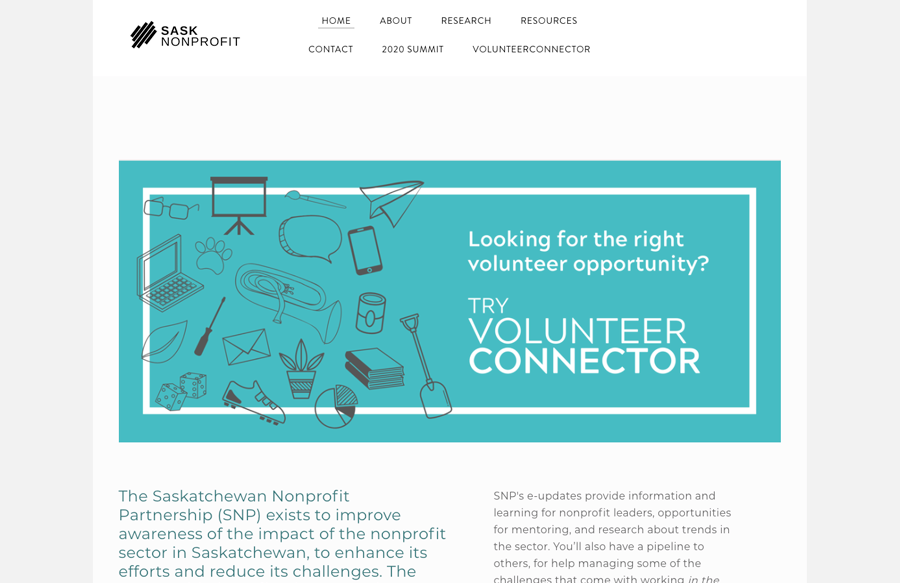 SASK
NONPROFIT
HOME ABOUT RESEARCH RESOURCES
CONTACT 2020 SUMMIT VOLUNTEERCONNECTOR
Looking for the right
volunteer opportunity?
TRY
VOLUNTEER
CONNECTOR
The Saskatchewan Nonprofit
Partnership (SNP) exists to improve
awareness of the impact of the nonprofit
sector in Saskatchewan, to enhance its
efforts and reduce its challenges. The
SNP's e-updates provide information and
learning for nonprofit leaders, opportunities
for mentoring, and research about trends in
the sector. You'll also have a pipeline to
others, for help managing some of the
challenges that come with working in the